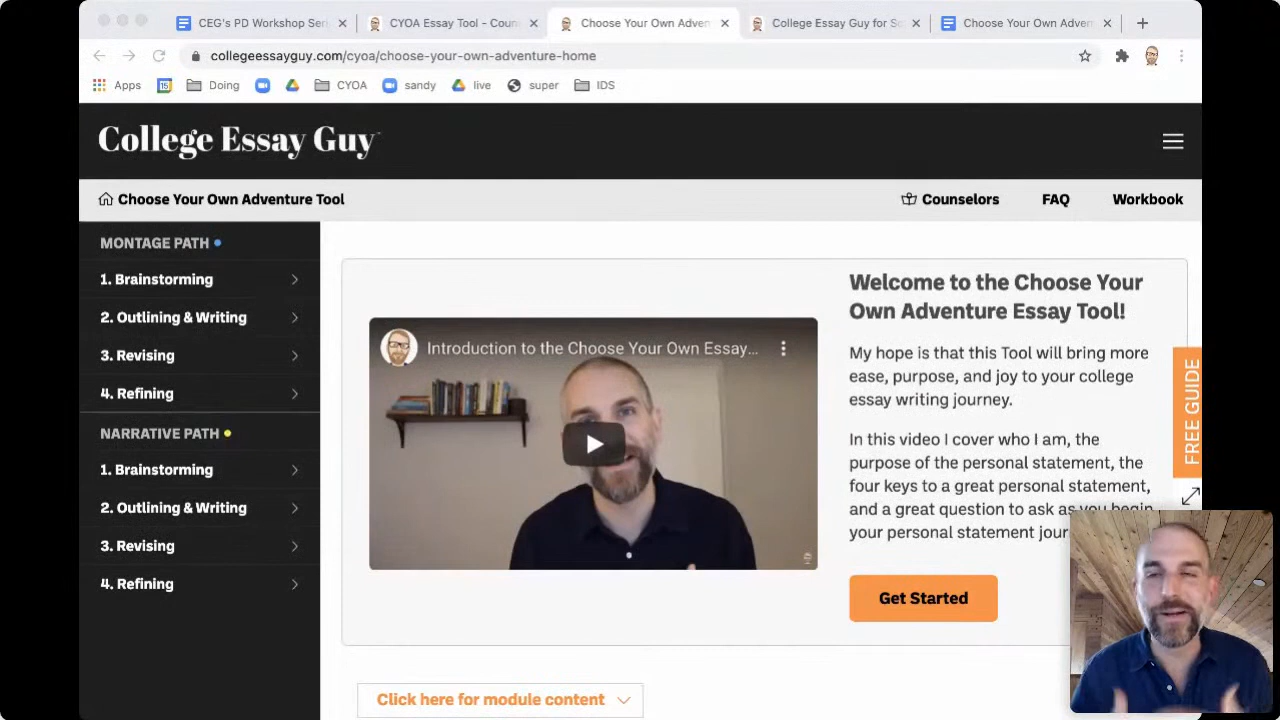 CEG's PD Workshop Seri
CYOA Essay Tool – Coun
Choose Your Own Adven
College Essay Guy for Sc
Choose Your Own Adven
collegeessayguy.com/cyoa/choose-your-own-adventure-home
Apps
15
Doing
CYOA
sandy
live
super
IDS
College Essay Guy
Choose Your Own Adventure Tool
Counselors
FAQ
Workbook
MONTAGE PATH
1. Brainstorming
2. Outlining & Writing
3. Revising
4. Refining
NARRATIVE PATH
1. Brainstorming
2. Outlining & Writing
3. Revising
4. Refining
Introduction to the Choose Your Own Essay...
Welcome to the Choose Your
Own Adventure Essay Tool!
My hope is that this Tool will bring more
ease, purpose, and joy to your college
essay writing journey.
In this video I cover who I am, the
purpose of the personal statement, the
four keys to a great personal statement,
and a great question to ask as you begin
your personal statement jour
Get Started
FREE GUIDE
Click here for module content